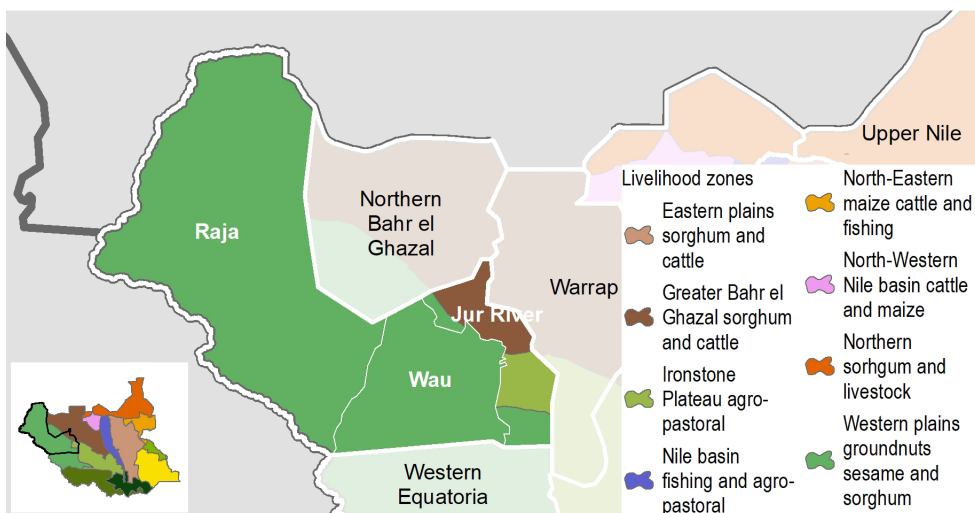 Upper Nile
Northern
Bahr el
Ghazal
Raja
Warrap
Jur River
Wau
Western
Equatoria
Livelihood zones
Eastern plains
sorghum and
cattle
Greater Bahr el
Ghazal sorghum
and cattle
Ironstone
Plateau agro-
pastoral
Nile basin
fishing and agro-
pastoral
North-Eastern
maize cattle and
fishing
North-Western
Nile basin cattle
and maize
Northern
sorhgum and
livestock
Western plains
groundnuts
sesame and
sorghum